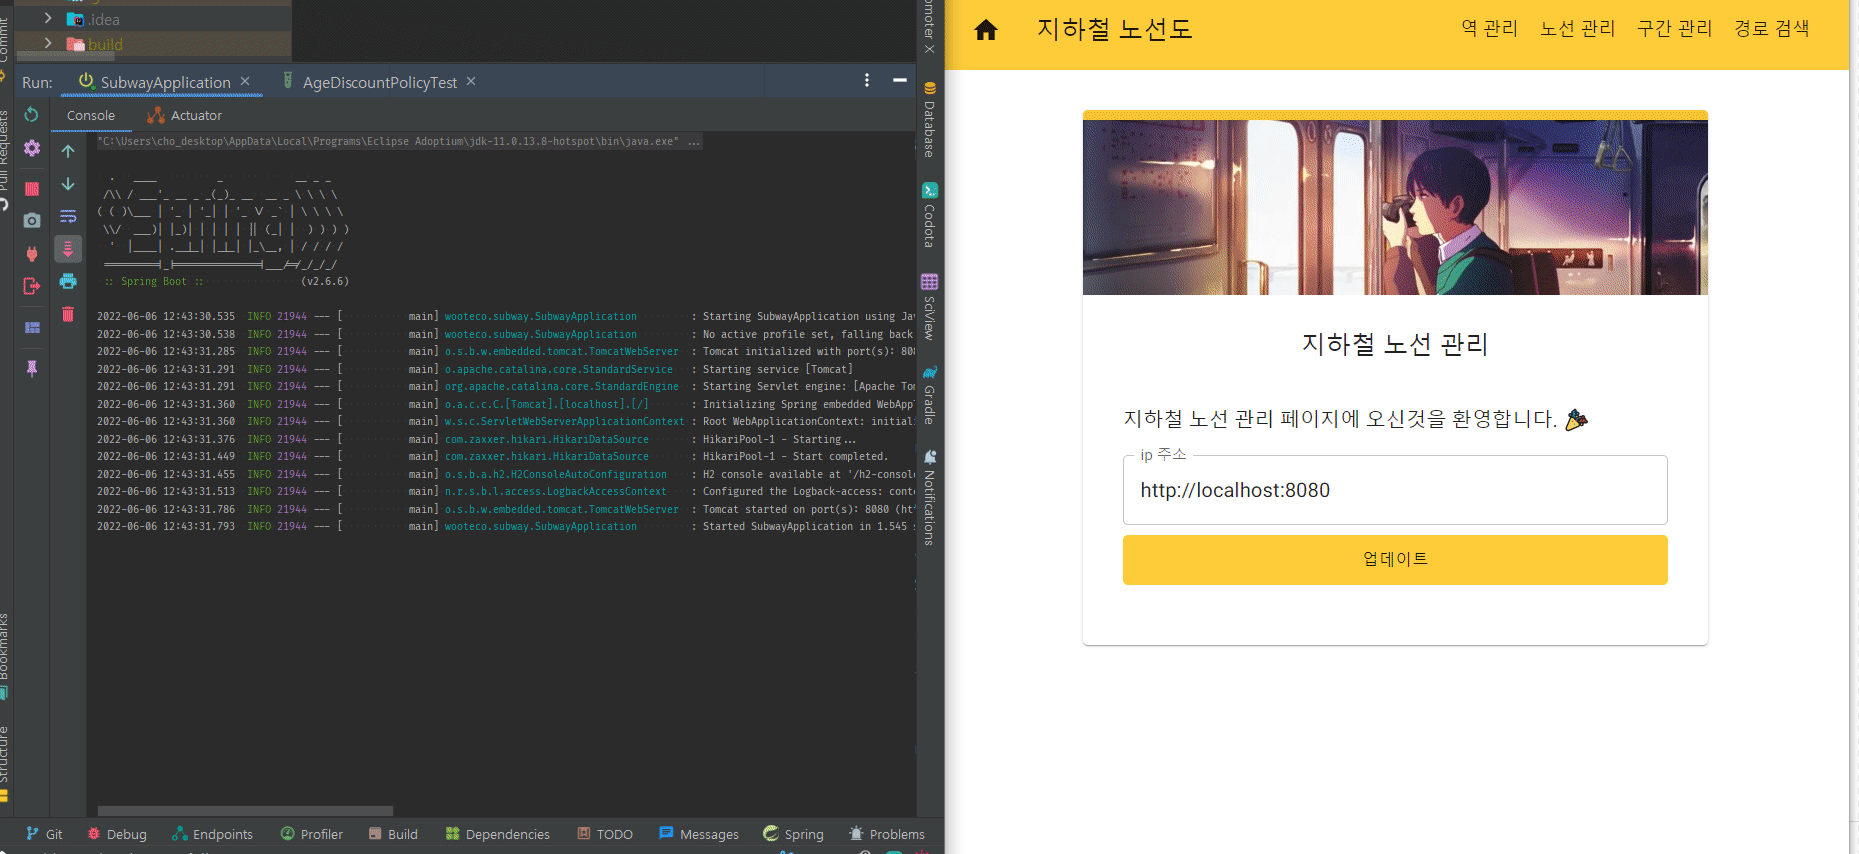 .idea
build
Run: SubwayApplication × AgeDiscountPolicyTest ×
Console Actuator
"C:\Users\cho_desktop\AppData\Local\Programs\Eclipse Adoptium\jdk-11.0.13.8-hotspot\bin\java.exe" ...
:: Spring Boot :: (v2.6.6)
2022-06-06 12:43:30.535 INFO 21944 --- [ main] wooteco.subway.SubwayApplication : Starting SubwayApplication using Jav
2022-06-06 12:43:30.538 INFO 21944 --- [ main] wooteco.subway.SubwayApplication : No active profile set, falling back
2022-06-06 12:43:31.285 INFO 21944 --- [ main] o.s.b.w.embedded.tomcat.TomcatWebServer : Tomcat initialized with port(s): 808
2022-06-06 12:43:31.291 INFO 21944 --- [ main] o.apache.catalina.core.StandardService : Starting service [Tomcat]
2022-06-06 12:43:31.291 INFO 21944 --- [ main] org.apache.catalina.core.StandardEngine : Starting Servlet engine: [Apache Tom
2022-06-06 12:43:31.360 INFO 21944 --- [ main] o.a.c.c.C.[Tomcat].[localhost].[/] : Initializing Spring embedded WebAppl
2022-06-06 12:43:31.360 INFO 21944 --- [ main] w.s.c.ServletWebServerApplicationContext : Root WebApplicationContext: initiali
2022-06-06 12:43:31.376 INFO 21944 --- [ main] com.zaxxer.hikari.HikariDataSource : HikariPool-1 - Starting...
2022-06-06 12:43:31.449 INFO 21944 --- [ main] com.zaxxer.hikari.HikariDataSource : HikariPool-1 - Start completed.
2022-06-06 12:43:31.455 INFO 21944 --- [ main] o.s.b.a.h2.H2ConsoleAutoConfiguration : H2 console available at '/h2-conso
2022-06-06 12:43:31.513 INFO 21944 --- [ main] n.r.s.b.l.access.LogbackAccessContext : Configured the Logback-access: cont
2022-06-06 12:43:31.786 INFO 21944 --- [ main] o.s.b.w.embedded.tomcat.TomcatWebServer : Tomcat started on port(s): 8080 (ht
2022-06-06 12:43:31.793 INFO 21944 --- [ main] wooteco.subway.SubwayApplication : Started SubwayApplication in 1.545 s
Commit
Pull Requests
Bookmarks
Structure
omoter X
Database
Codota
SciView
Gradle
Notifications
Git Debug Endpoints Profiler Build Dependencies TODO Messages Spring Problems
지하철 노선도 역 관리 노선 관리 구간 관리 경로 검색
지하철 노선 관리
지하철 노선 관리 페이지에 오신것을 환영합니다. 🎉
ip 주소
http://localhost:8080
업데이트